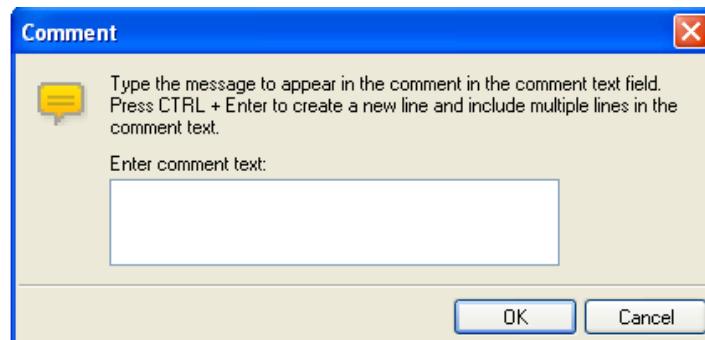 Comment
Type the message to appear in the comment in the comment text field.
Press CTRL + Enter to create a new line and include multiple lines in the
comment text.
Enter comment text:
OK
Cancel